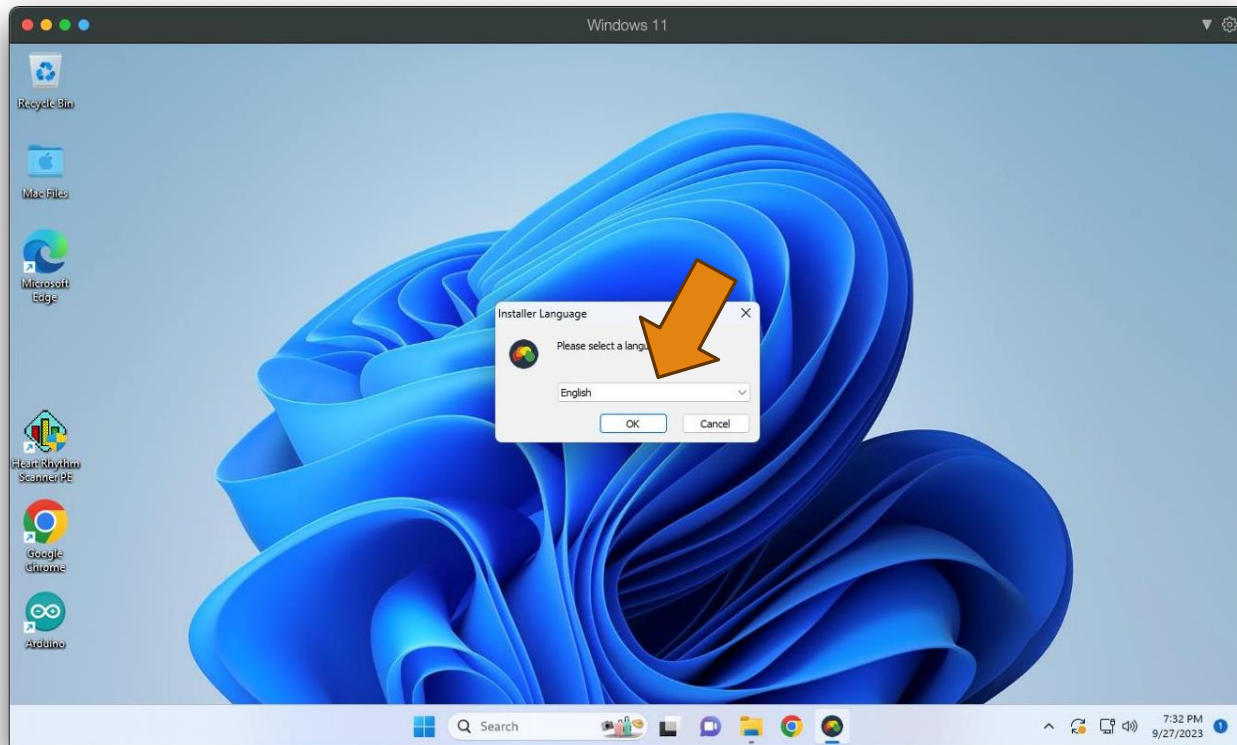 Windows 11
Recycle Bin
Mac Files
Microsoft
Edge
Heart Rhythm
Scanner PE
Google
Chrome
Arduino
Installer Language
Please select a langu
English
OK
Cancel
Search
7:32 PM
9/27/2023
1